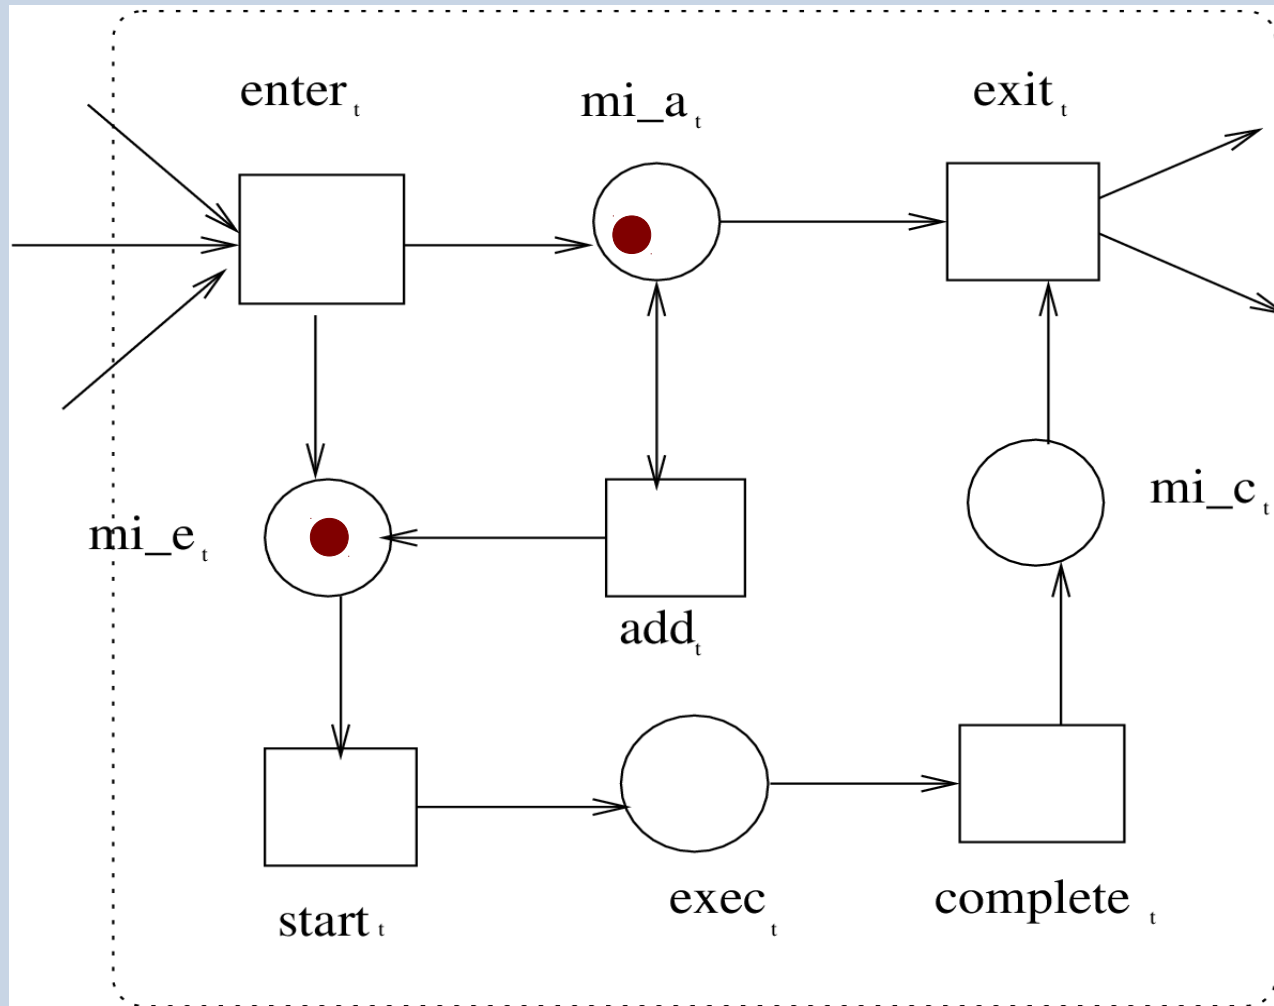 enter t
mi_a t
exit t
mi_e t
mi_c t
add t
start t
exec t
complete t